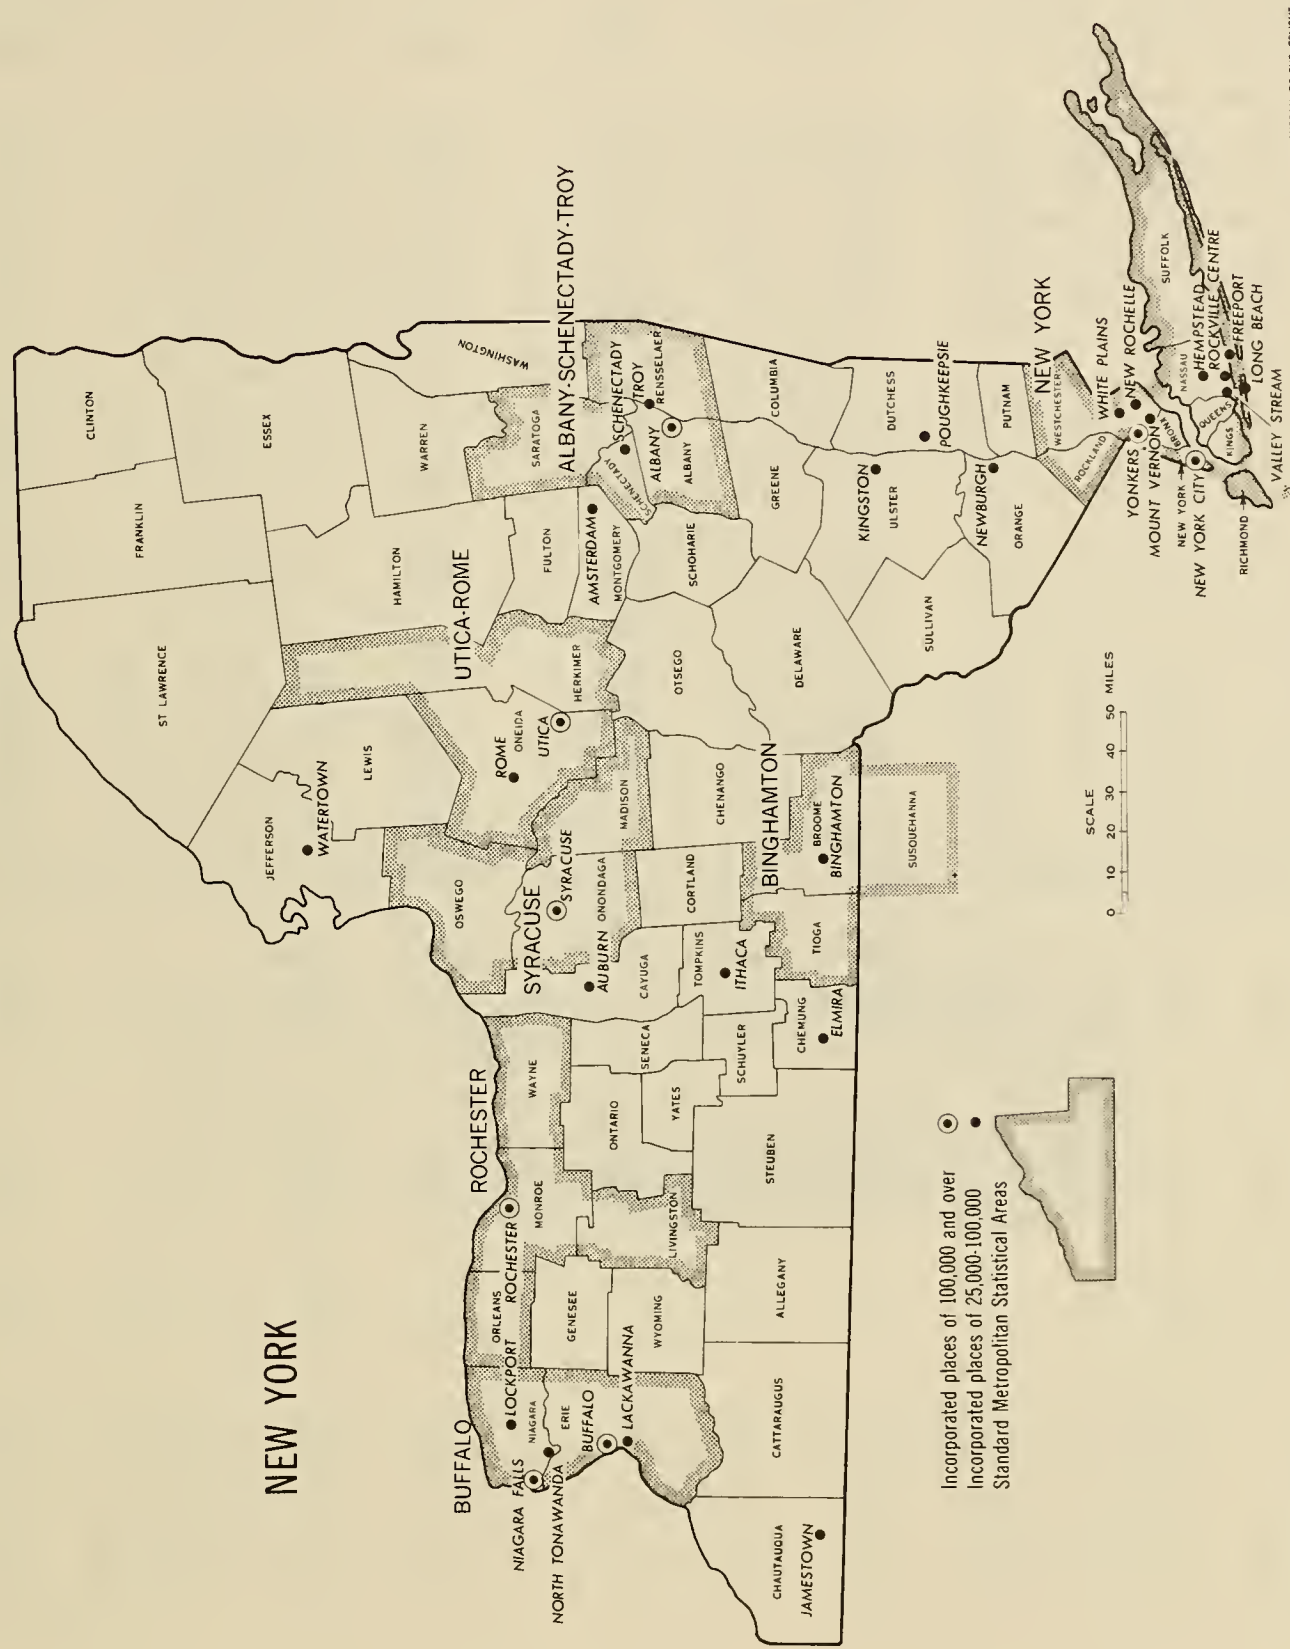 NEW YORK
BUFFALO
ROCHESTER
SYRACUSE
UTICA-ROME
ALBANY-SCHENECTADY-TROY
BINGHAMTON
NEW YORK
CLINTON
FRANKLIN
ST LAWRENCE
ESSEX
JEFFERSON
WATERTOWN
LEWIS
HAMILTON
WARREN
WASHINGTON
HERKIMER
ONEIDA
ROME
UTICA
OSWEGO
FULTON
SARATOGA
AMSTERDAM
MONTGOMERY
SCHENECTADY
SCHENECTADY
TROY
RENSSELAER
ALBANY
ALBANY
SCHOHARIE
OTSEGO
MADISON
ONONDAGA
SYRACUSE
AUBURN
CAYUGA
WAYNE
SENECA
ONTARIO
YATES
MONROE
ROCHESTER
ORLEANS
LOCKPORT
NIAGARA
NIAGARA FALLS
NORTH TONAWANDA
ERIE
BUFFALO
LACKAWANNA
GENESEE
WYOMING
LIVINGSTON
CHAUTAUQUA
JAMESTOWN
CATTARAUGUS
ALLEGANY
STEUBEN
SCHUYLER
CHEMUNG
ELMIRA
TOMPKINS
ITHACA
TIOGA
CORTLAND
CHENANGO
BROOME
BINGHAMTON
SUSQUEHANNA
DELAWARE
GREENE
COLUMBIA
ULSTER
KINGSTON
DUTCHESS
POUGHKEEPSIE
SULLIVAN
ORANGE
NEWBURGH
PUTNAM
WESTCHESTER
ROCKLAND
WHITE PLAINS
NEW ROCHELLE
YONKERS
MOUNT VERNON
BRONX
NEW YORK
NEW YORK CITY
QUEENS
KINGS
RICHMOND
NASSAU
SUFFOLK
HEMPSTEAD
ROCKVILLE CENTRE
FREEPORT
LONG BEACH
VALLEY STREAM
SCALE
0 10 20 30 40 50 MILES
Incorporated places of 100,000 and over
Incorporated places of 25,000-100,000
Standard Metropolitan Statistical Areas